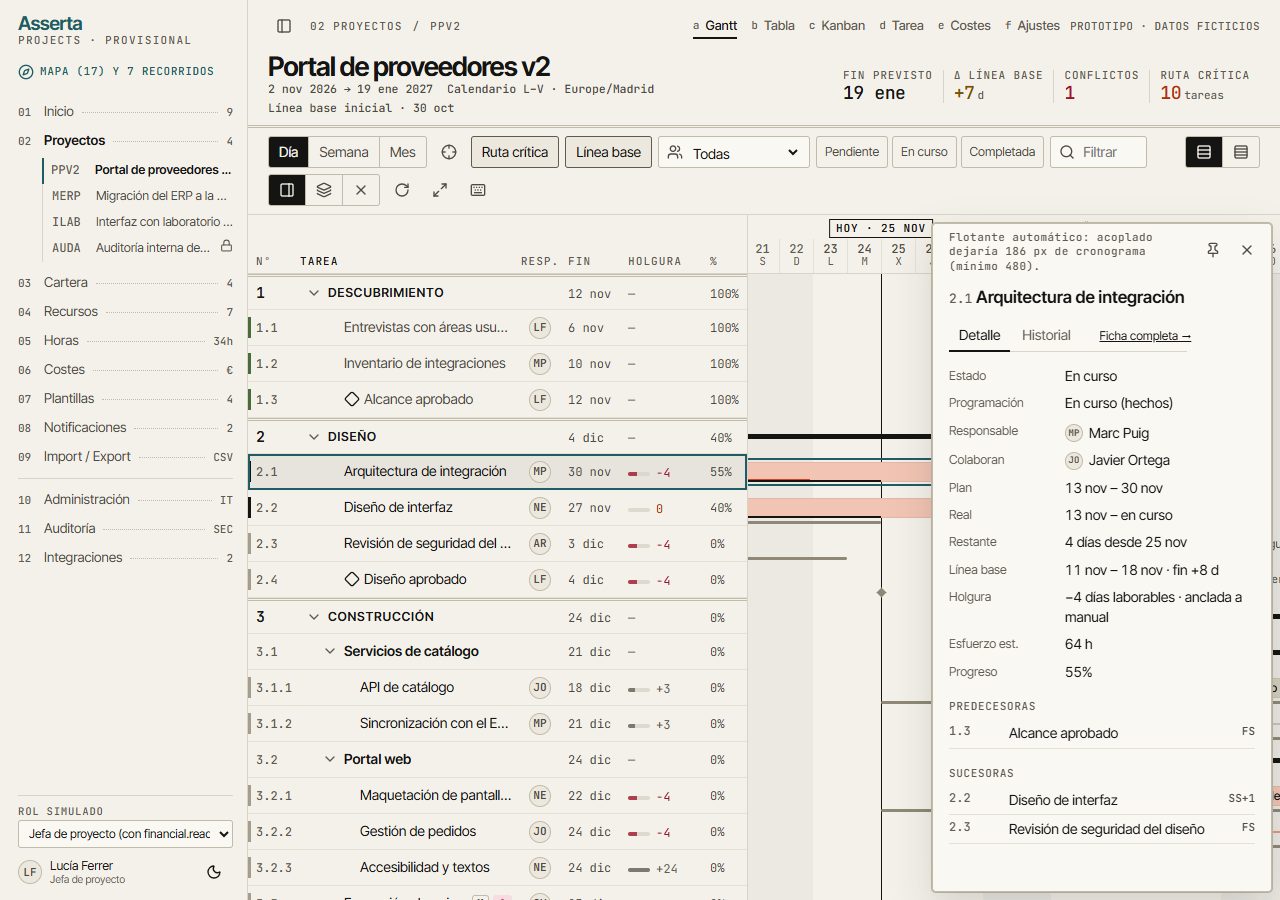 Asserta
PROJECTS · PROVISIONAL
MAPA (17) Y 7 RECORRIDOS
01 Inicio 9
02 Proyectos 4
PPV2 Portal de proveedores ...
MERP Migración del ERP a la ...
ILAB Interfaz con laboratorio ...
AUDA Auditoría interna de...
03 Cartera 4
04 Recursos 7
05 Horas 34h
06 Costes €
07 Plantillas 4
08 Notificaciones 2
09 Import / Export CSV
10 Administración IT
11 Auditoría SEC
12 Integraciones 2
ROL SIMULADO
Jefa de proyecto (con financial.reac
LF Lucía Ferrer
Jefa de proyecto
02 PROYECTOS / PPV2
a Gantt b Tabla c Kanban d Tarea e Costes f Ajustes PROTOTIPO · DATOS FICTICIOS
Portal de proveedores v2
2 nov 2026 → 19 ene 2027 Calendario L-V · Europe/Madrid
Línea base inicial · 30 oct
FIN PREVISTO Δ LÍNEA BASE CONFLICTOS RUTA CRÍTICA
19 ene +7 d 1 10 tareas
Día Semana Mes Ruta crítica Línea base Todas Pendiente En curso Completada Filtrar
HOY · 25 NOV
N° TAREA RESP. FIN HOLGURA %
21 22 23 24 25
S D L M X
1 DESCUBRIMIENTO 12 nov — 100%
1.1 Entrevistas con áreas usu... LF 6 nov — 100%
1.2 Inventario de integraciones MP 10 nov — 100%
1.3 Alcance aprobado LF 12 nov — 100%
2 DISEÑO 4 dic — 40%
2.1 Arquitectura de integración MP 30 nov -4 55%
2.2 Diseño de interfaz NE 27 nov 0 40%
2.3 Revisión de seguridad del ... AR 3 dic -4 0%
2.4 Diseño aprobado LF 4 dic -4 0%
3 CONSTRUCCIÓN 24 dic — 0%
3.1 Servicios de catálogo 21 dic — 0%
3.1.1 API de catálogo JO 18 dic +3 0%
3.1.2 Sincronización con el E... MP 21 dic +3 0%
3.2 Portal web 24 dic — 0%
3.2.1 Maquetación de pantall... NE 22 dic -4 0%
3.2.2 Gestión de pedidos JO 24 dic -4 0%
3.2.3 Accesibilidad y textos NE 24 dic +24 0%
Flotante automático: acoplado
dejaría 186 px de cronograma
(mínimo 480).
2.1 Arquitectura de integración
Detalle Historial Ficha completa →
Estado En curso
Programación En curso (hechos)
Responsable MP Marc Puig
Colaboran JO Javier Ortega
Plan 13 nov – 30 nov
Real 13 nov – en curso
Restante 4 días desde 25 nov
Línea base 11 nov – 18 nov · fin +8 d
Holgura −4 días laborables · anclada a
manual
Esfuerzo est. 64 h
Progreso 55%
PREDECESORAS
1.3 Alcance aprobado FS
SUCESORAS
2.2 Diseño de interfaz SS+1
2.3 Revisión de seguridad del diseño FS